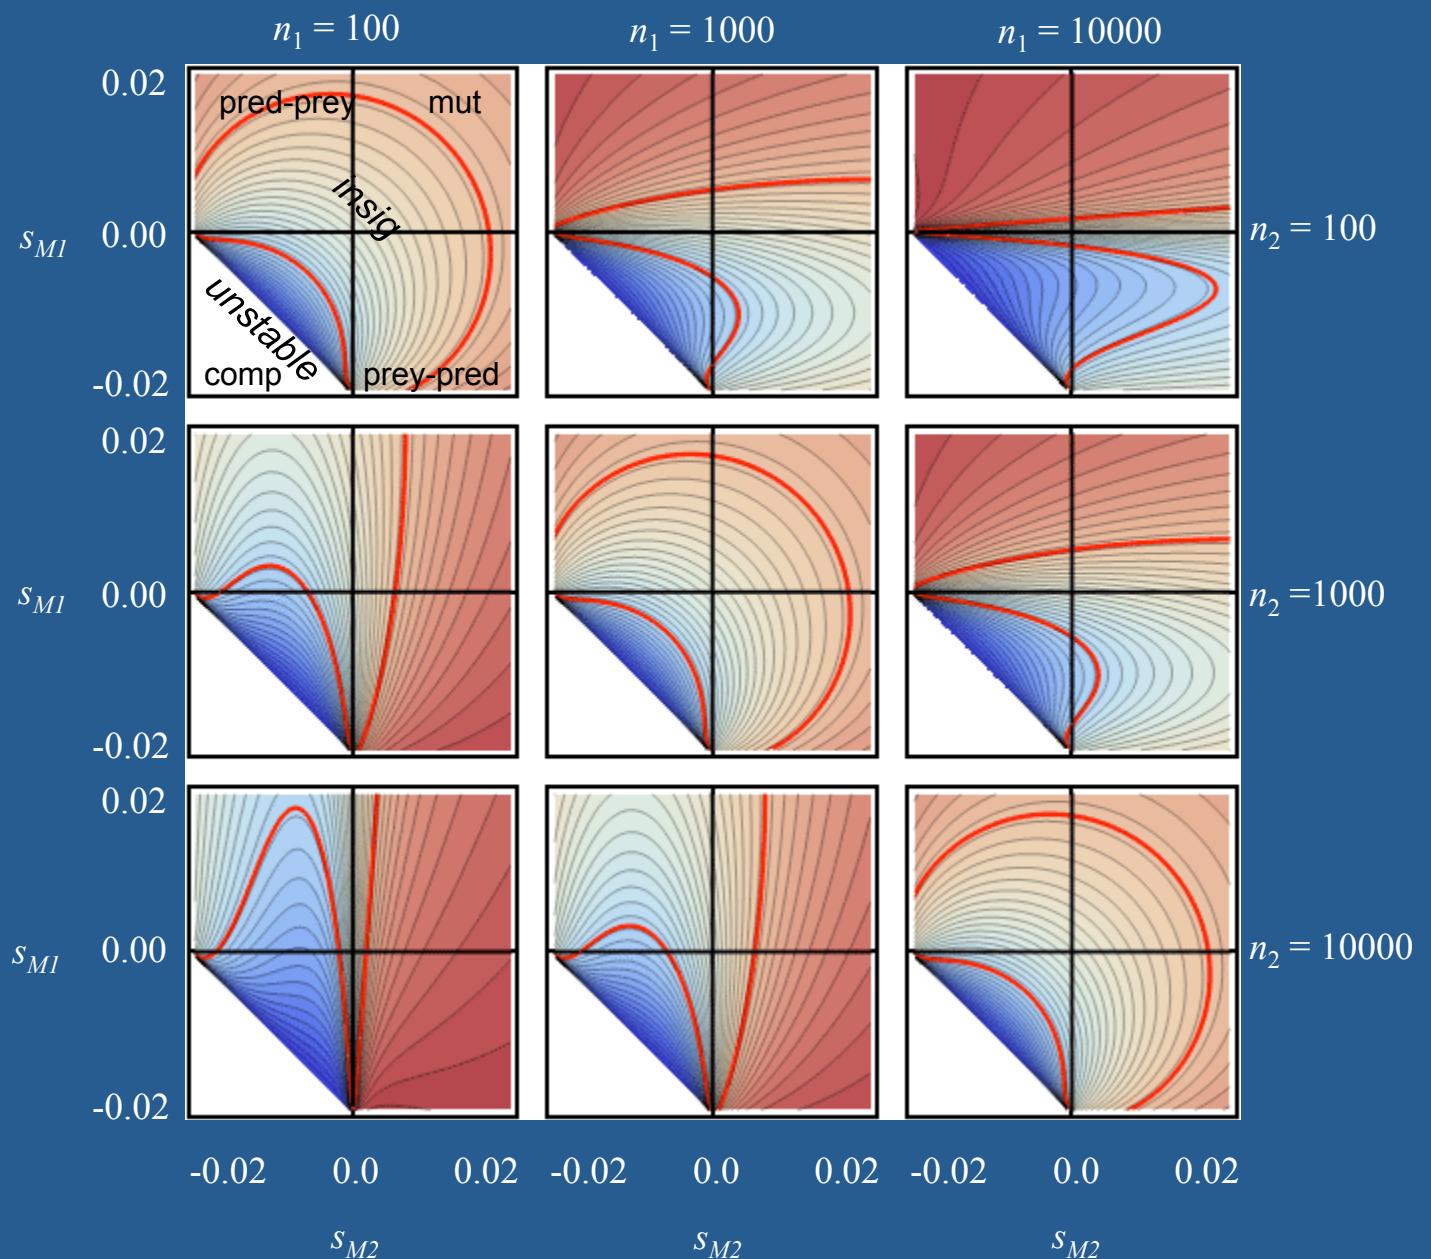 n1 = 100 n1 = 1000 n1 = 10000
0.02
pred-prey mut
insig
sM1 0.00 n2 = 100
unstable
comp prey-pred
-0.02
0.02
sM1 0.00 n2 =1000
-0.02
0.02
sM1 0.00 n2 = 10000
-0.02
-0.02 0.0 0.02 -0.02 0.0 0.02 -0.02 0.0 0.02
sM2 sM2 sM2